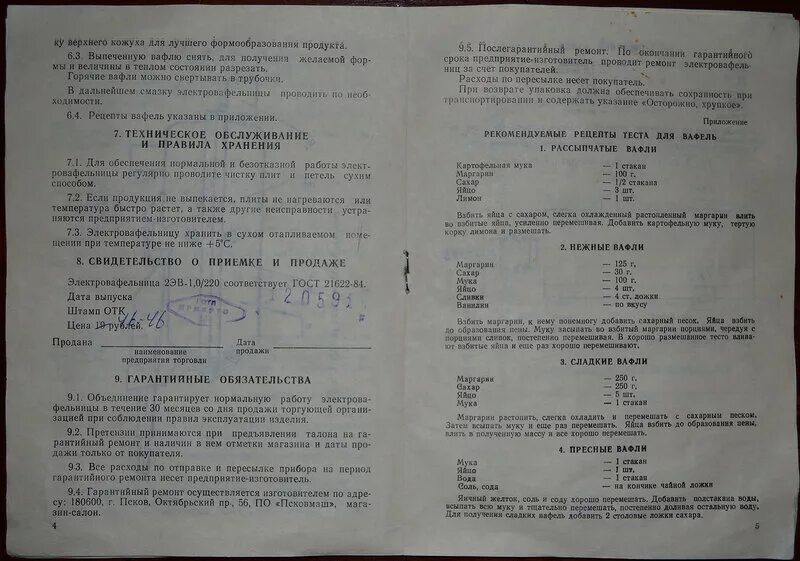 ку верхнего кожуха для лучшего формообразования продукта.
6.3. Выпеченную вафлю снять, для получения желаемой фор-
мы и величины в теплом состоянии разрезать.
Горячие вафли можно свертывать в трубочки.
В дальнейшем смазку электровафельницы проводить по необ-
ходимости.
6.4. Рецепты вафель указаны в приложении.
7. ТЕХНИЧЕСКОЕ ОБСЛУЖИВАНИЕ
И ПРАВИЛА ХРАНЕНИЯ
7.1. Для обеспечения нормальной и безотказной работы элект-
ровафельницы регулярно проводите чистку плит и петель сухим
способом.
7.2. Если продукция не выпекается, плиты не нагреваются или
температура быстро растет, а также другие неисправности устра-
няются предприятием-изготовителем.
7.3. Электровафельницу хранить в сухом отапливаемом поме-
щении при температуре не ниже +5°С.
8. СВИДЕТЕЛЬСТВО О ПРИЕМКЕ И ПРОДАЖЕ
Электровафельница 2ЭВ-1,0/220 соответствует ГОСТ 21622-84.
Дата выпуска 120591
Штамп ОТК
46-46
Цена 19 рублей.
Продана Дата
наименование продажи
предприятия торговли
9. ГАРАНТИЙНЫЕ ОБЯЗАТЕЛЬСТВА
9.1. Объединение гарантирует нормальную работу электрова-
фельницы в течение 30 месяцев со дня продажи торгующей органи-
зацией при соблюдении правил эксплуатации изделия.
9.2. Претензии принимаются при предъявлении талона на га-
рантийный ремонт и наличии в нем отметки магазина и даты про-
дажи только от покупателя.
9.3. Все расходы по отправке и пересылке прибора на период
гарантийного ремонта несет предприятие-изготовитель.
9.4. Гарантийный ремонт осуществляется изготовителем по адре-
су: 180600, г. Псков, Октябрьский пр., 56, ПО «Псковмаш», мага-
зин-салон.
4
9.5. Послегарантийный ремонт. По окончании гарантийного
срока предприятие-изготовитель проводит ремонт электровафель-
ниц за счет покупателей.
Расходы по пересылке несет покупатель.
При возврате упаковка должна обеспечивать сохранность при
транспортировании и содержать указание «Осторожно, хрупкое».
Приложение
РЕКОМЕНДУЕМЫЕ РЕЦЕПТЫ ТЕСТА ДЛЯ ВАФЕЛЬ
1. РАССЫПЧАТЫЕ ВАФЛИ
Картофельная мука — 1 стакан
Маргарин — 100 г.
Сахар — 1/2 стакана
Яйцо — 3 шт.
Лимон — 1 шт.
Взбить яйца с сахаром, слегка охлажденный растопленный маргарин влить
во взбитые яйца, усиленно перемешивая. Добавить картофельную муку, тертую
корку лимона и размешать.
2. НЕЖНЫЕ ВАФЛИ
Маргарин — 125 г,
Сахар — 30 г.
Мука — 100 г.
Яйцо — 4 шт.
Сливки — 4 ст. ложки
Ванилин — по вкусу
Взбить маргарин, к нему понемногу добавить сахарный песок. Яйца взбить
до образования пены. Муку засыпать во взбитый маргарин порциями, чередуя с
порциями сливок, постепенно перемешивая. В хорошо размешанное тесто влива-
ют взбитые яйца и еще раз хорошо перемешивают.
3. СЛАДКИЕ ВАФЛИ
Маргарин — 250 г.
Сахар — 250 г,
Яйцо — 5 шт.
Мука — 1 стакан
Маргарин растопить, слегка охладить и перемешать с сахарным песком.
Затем всыпать муку и еще раз перемешать. Яйца взбить до образования пены,
влить в полученную массу и все хорошо перемешать.
4. ПРЕСНЫЕ ВАФЛИ
Мука — 1 стакан
Яйцо — 1 шт.
Вода — 1 стакан
Соль, сода — на кончике чайной ложки
Яичный желток, соль и соду хорошо перемешать. Добавить полстакана воды,
всыпать всю муку и тщательно перемешать, постепенно доливая остальную воду.
Для получения сладких вафель добавить 2 столовые ложки сахара.
5